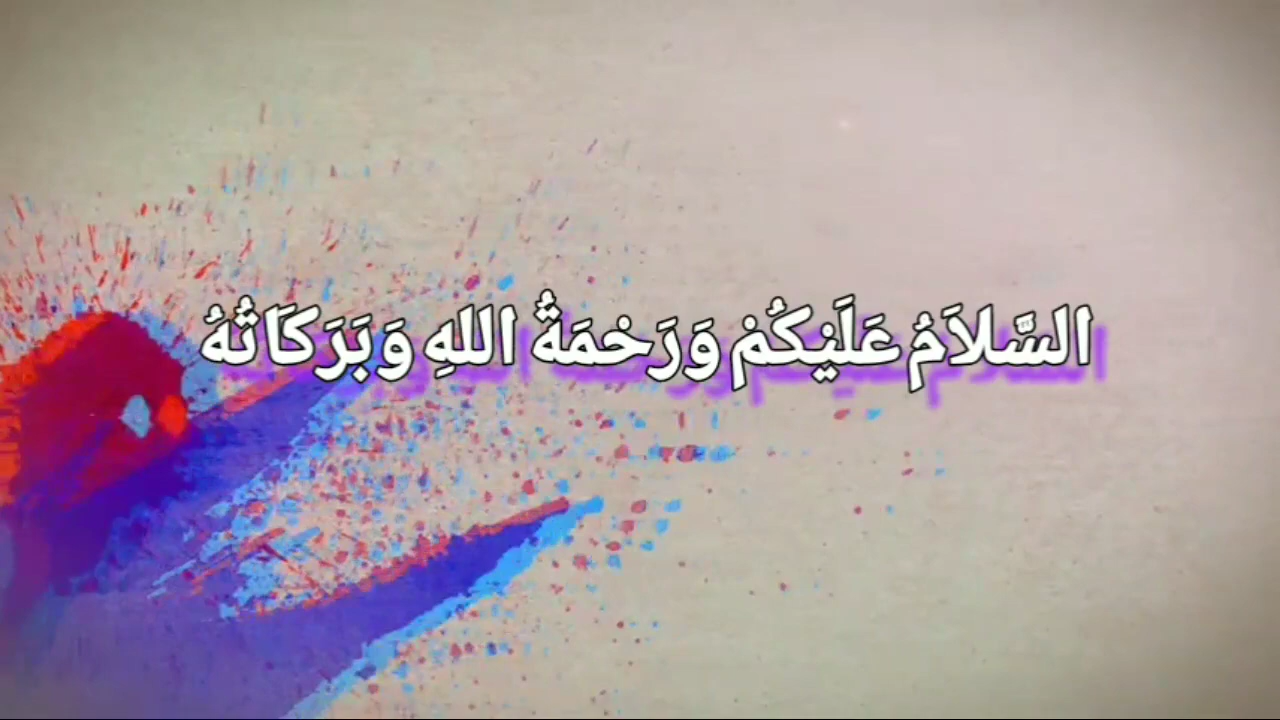 السَّلاَمُ عَلَيْكُمْ وَرَحْمَةُ اللهِ وَبَرَكَاتُهُ